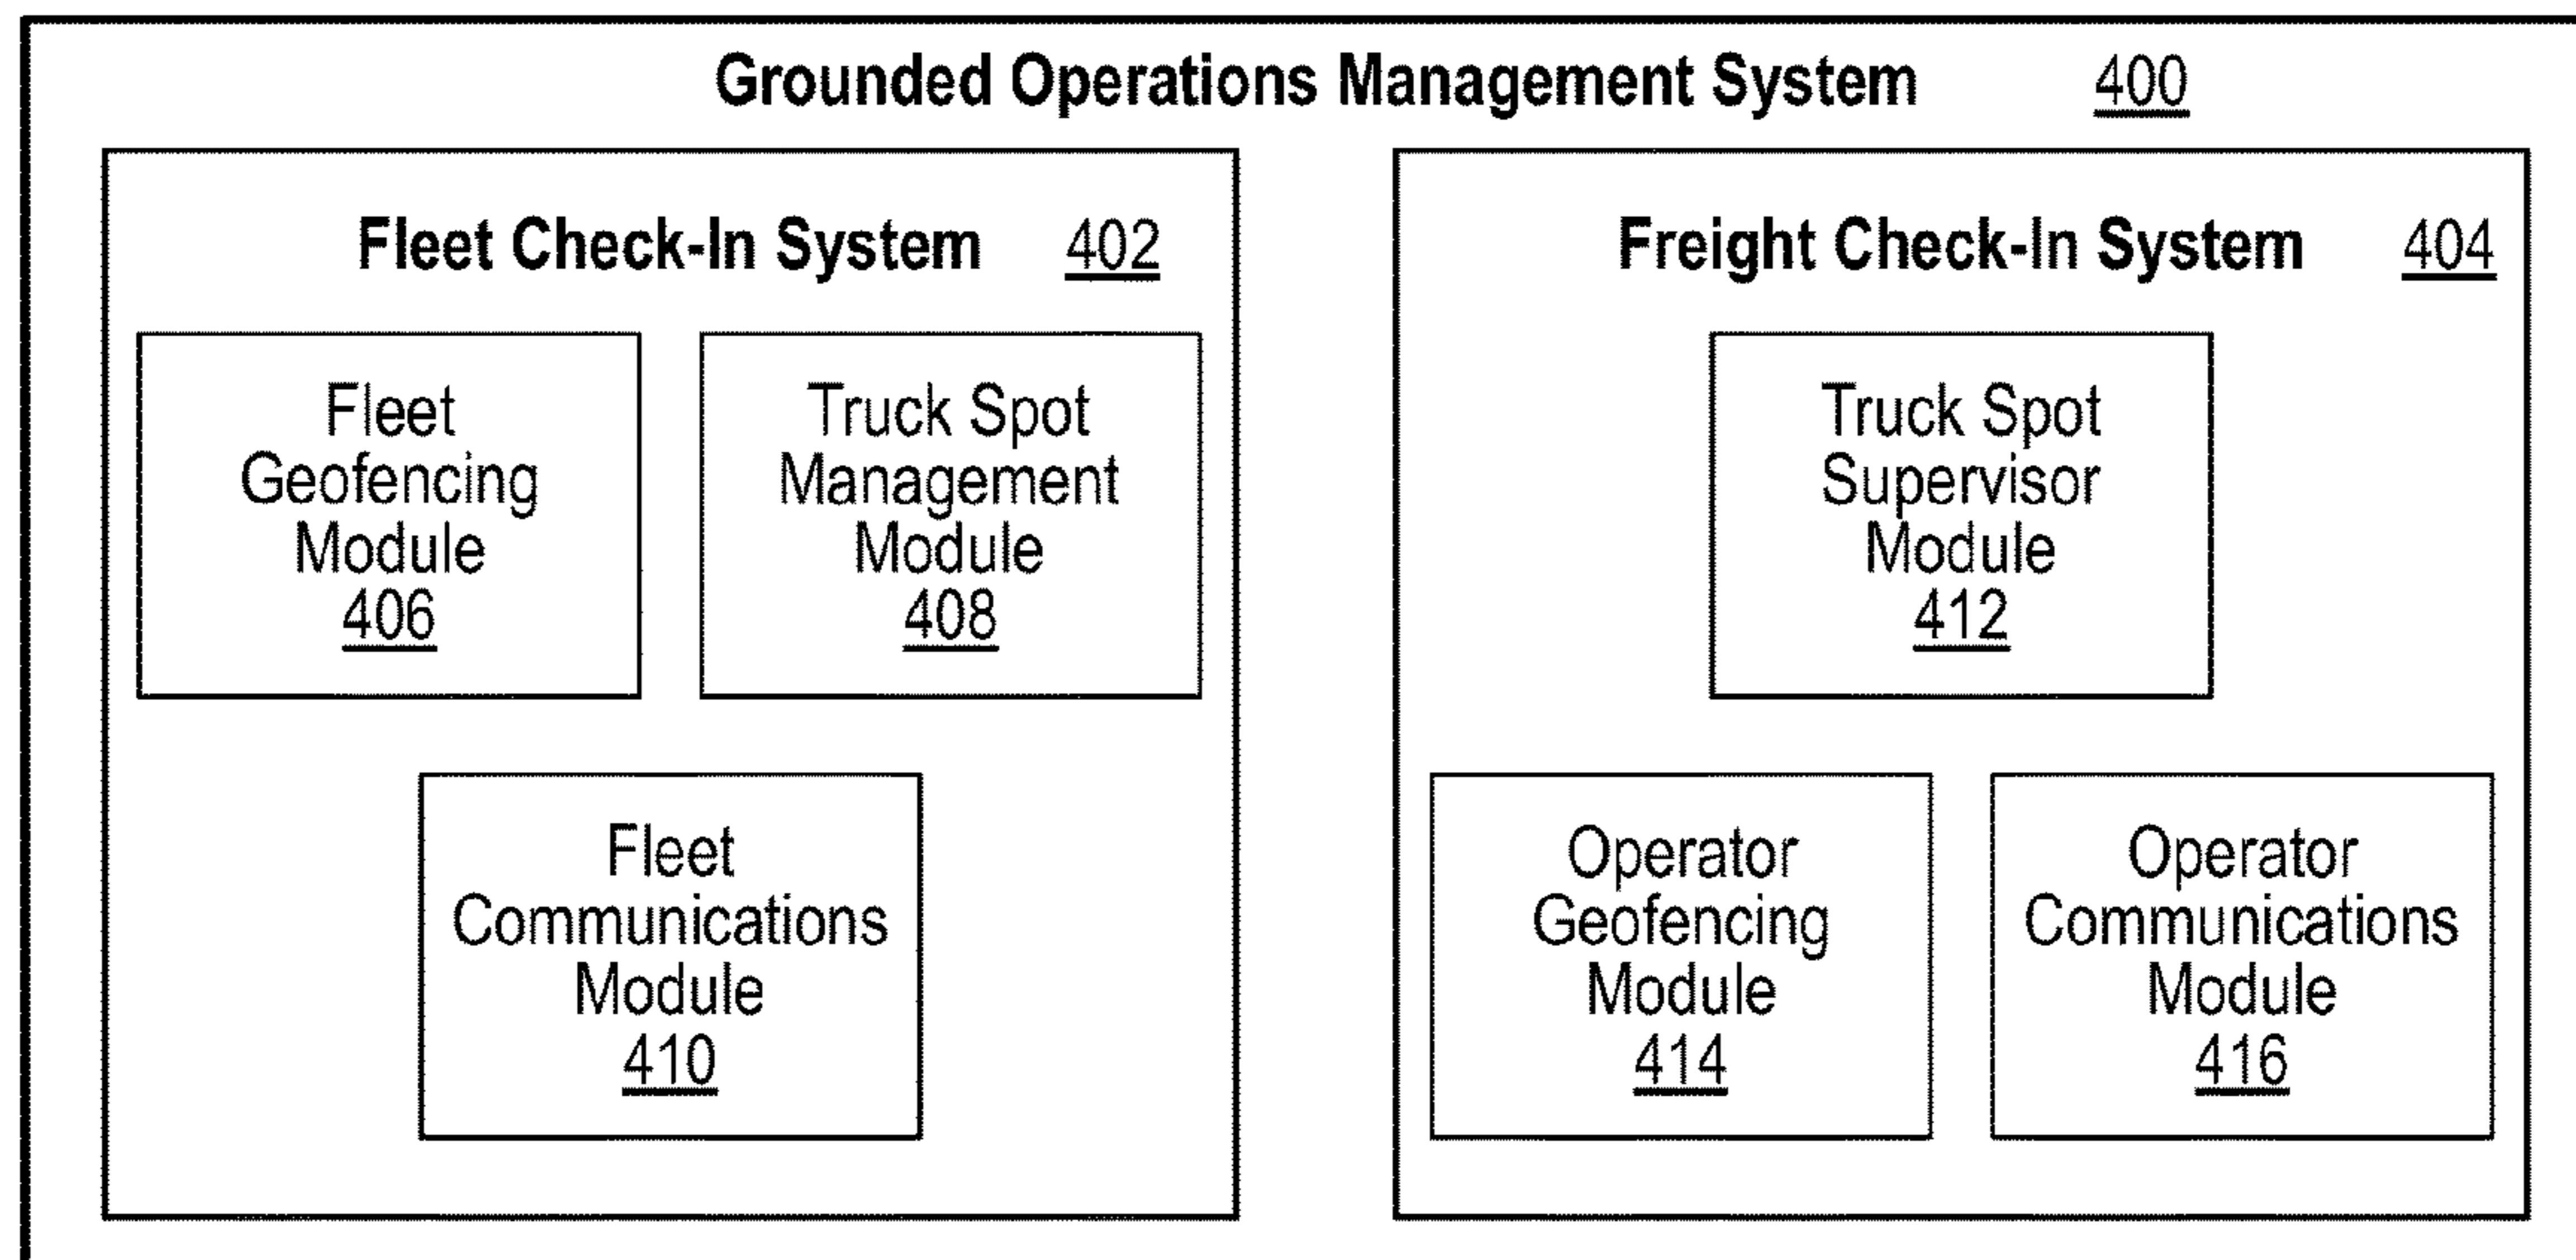 Grounded Operations Management System 400
Fleet Check-In System 402
Fleet
Geofencing
Module
406
Truck Spot
Management
Module
408
Fleet
Communications
Module
410
Freight Check-In System 404
Truck Spot
Supervisor
Module
412
Operator
Geofencing
Module
414
Operator
Communications
Module
416